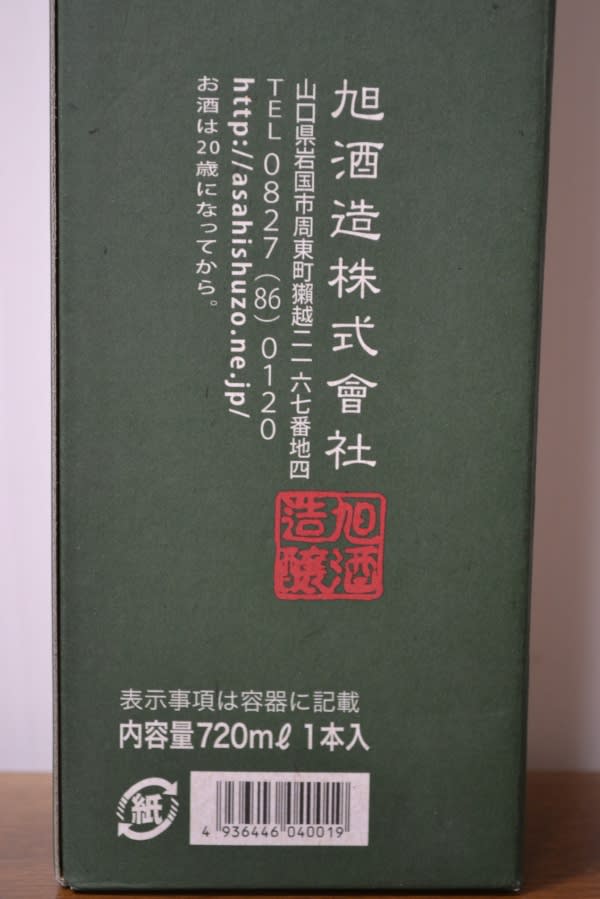 旭酒造株式會社
山口県岩国市周東町獺越二一六七番地四
TEL 0827（86）0120
http://asahishuzo.ne.jp/
お酒は20歳になってから。
旭酒
造醸
表示事項は容器に記載
内容量720mℓ 1本入
紙
4 936446 040019